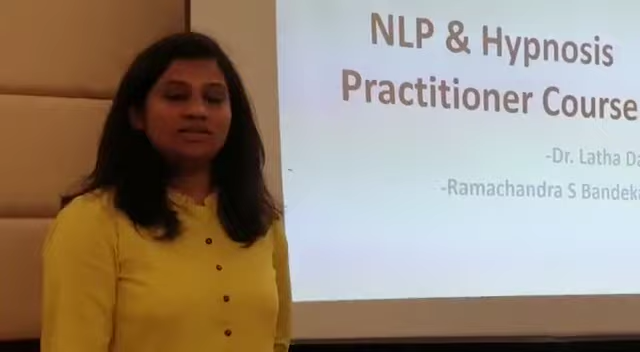 NLP & Hypnosis
Practitioner Course
-Dr. Latha
-Ramachandra S